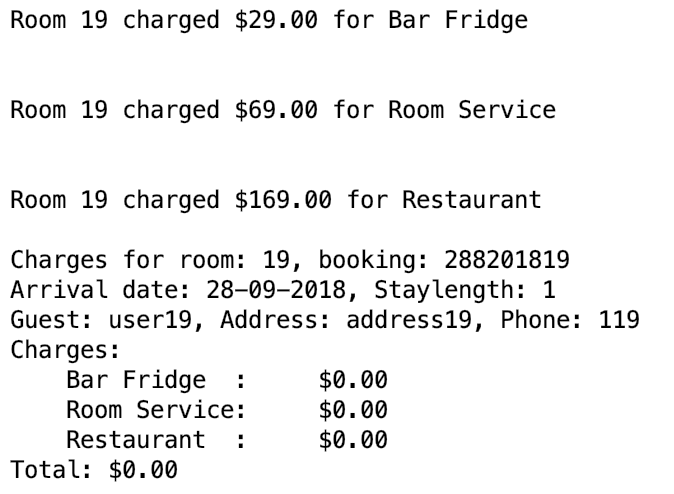 Room 19 charged $29.00 for Bar Fridge
Room 19 charged $69.00 for Room Service
Room 19 charged $169.00 for Restaurant
Charges for room: 19, booking: 288201819
Arrival date: 28-09-2018, Staylength: 1
Guest: user19, Address: address19, Phone: 119
Charges:
    Bar Fridge  :     $0.00
    Room Service:     $0.00
    Restaurant  :     $0.00
Total: $0.00